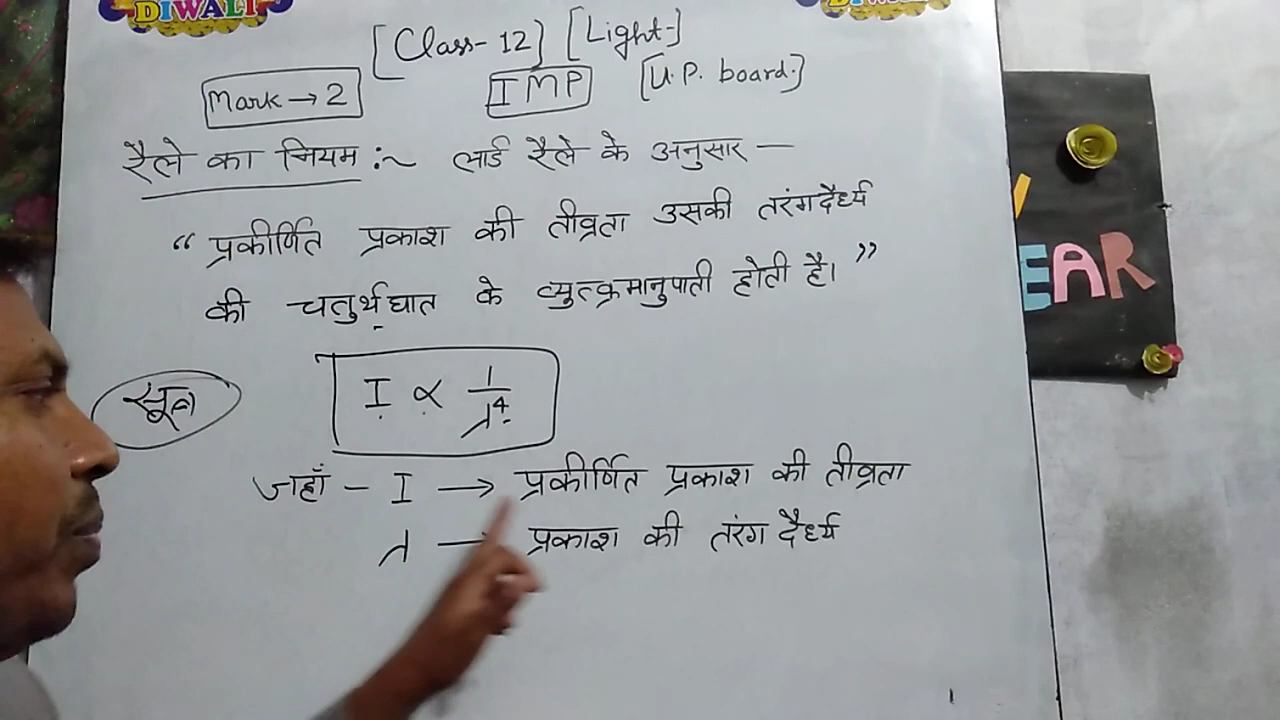 DIWALI DIWALI
[Class-12] [Light-]
Mark → 2 IMP [U.P. board.]
रैले का नियम :~ लार्ड रैले के अनुसार —
“ प्रकीर्णित प्रकाश की तीव्रता उसकी तरंगदैर्ध्य
की चतुर्थघात के व्युत्क्रमानुपाती होती है। ”
सूत्र I ∝ 1/λ⁴
जहाँ – I → प्रकीर्णित प्रकाश की तीव्रता
λ → प्रकाश की तरंग दैर्ध्य
EAR